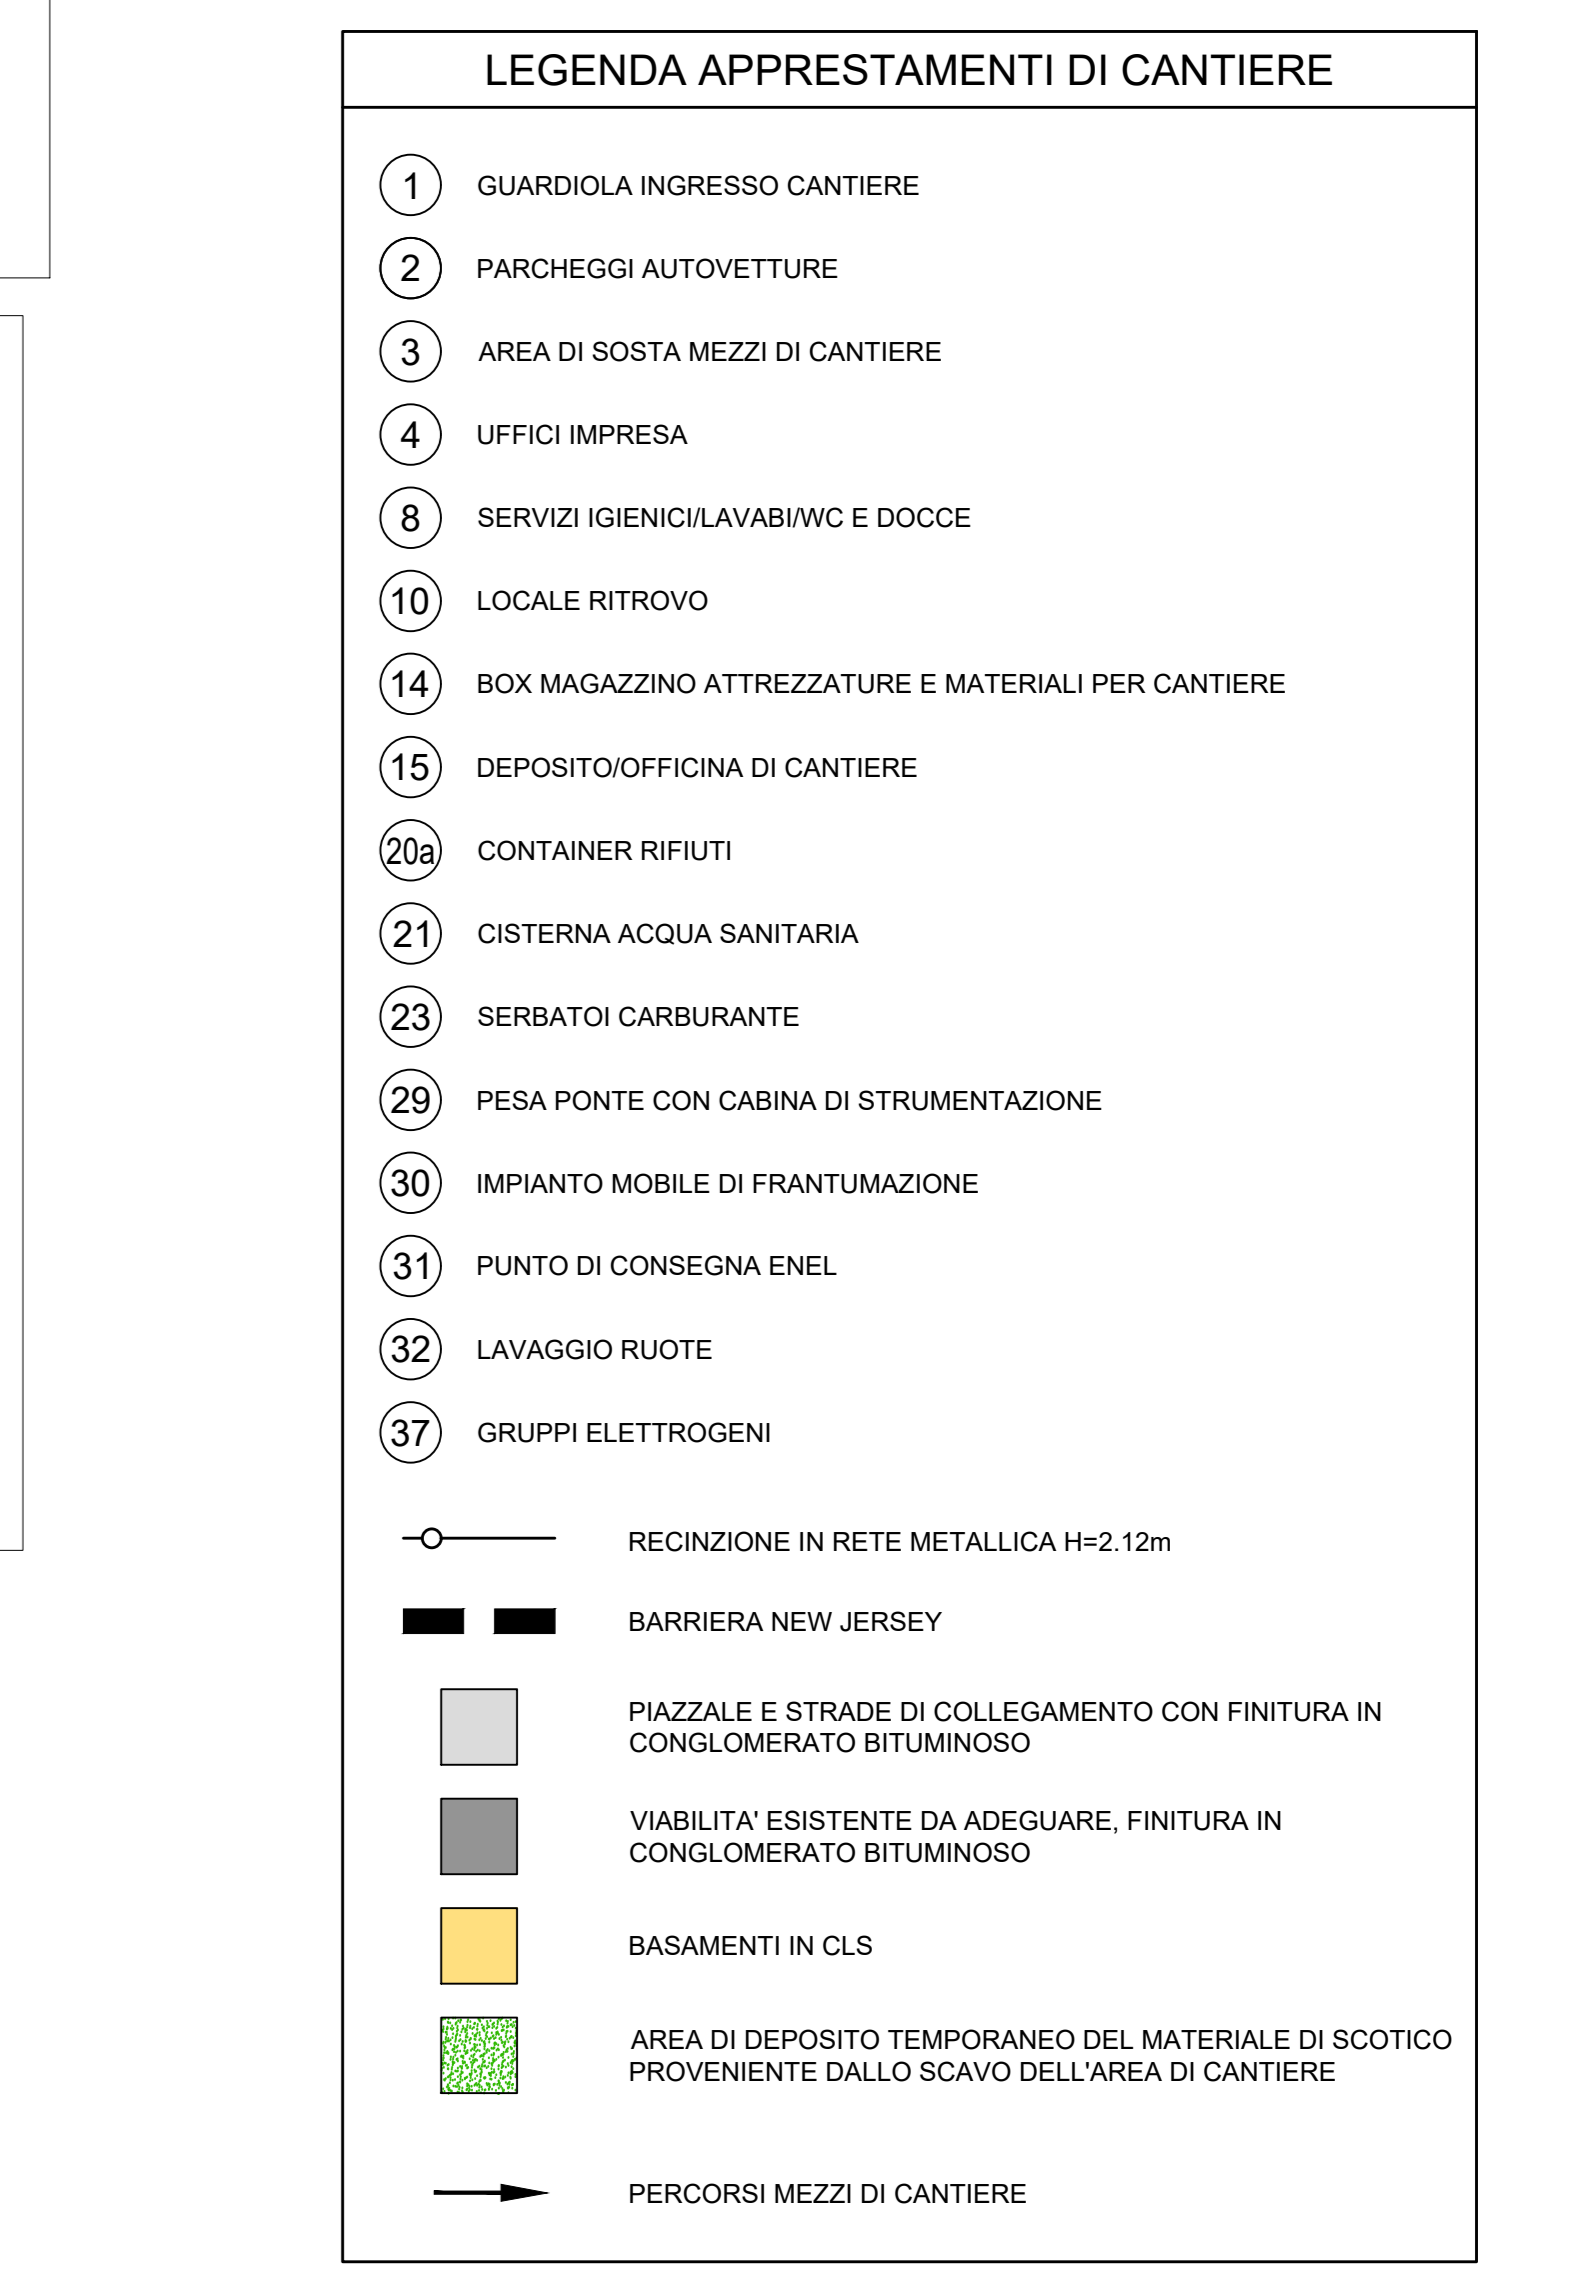 LEGENDA APPRESTAMENTI DI CANTIERE
1 GUARDIOLA INGRESSO CANTIERE
2 PARCHEGGI AUTOVETTURE
3 AREA DI SOSTA MEZZI DI CANTIERE
4 UFFICI IMPRESA
8 SERVIZI IGIENICI/LAVABI/WC E DOCCE
10 LOCALE RITROVO
14 BOX MAGAZZINO ATTREZZATURE E MATERIALI PER CANTIERE
15 DEPOSITO/OFFICINA DI CANTIERE
20a CONTAINER RIFIUTI
21 CISTERNA ACQUA SANITARIA
23 SERBATOI CARBURANTE
29 PESA PONTE CON CABINA DI STRUMENTAZIONE
30 IMPIANTO MOBILE DI FRANTUMAZIONE
31 PUNTO DI CONSEGNA ENEL
32 LAVAGGIO RUOTE
37 GRUPPI ELETTROGENI
RECINZIONE IN RETE METALLICA H=2.12m
BARRIERA NEW JERSEY
PIAZZALE E STRADE DI COLLEGAMENTO CON FINITURA IN
CONGLOMERATO BITUMINOSO
VIABILITA' ESISTENTE DA ADEGUARE, FINITURA IN
CONGLOMERATO BITUMINOSO
BASAMENTI IN CLS
AREA DI DEPOSITO TEMPORANEO DEL MATERIALE DI SCOTICO
PROVENIENTE DALLO SCAVO DELL'AREA DI CANTIERE
PERCORSI MEZZI DI CANTIERE